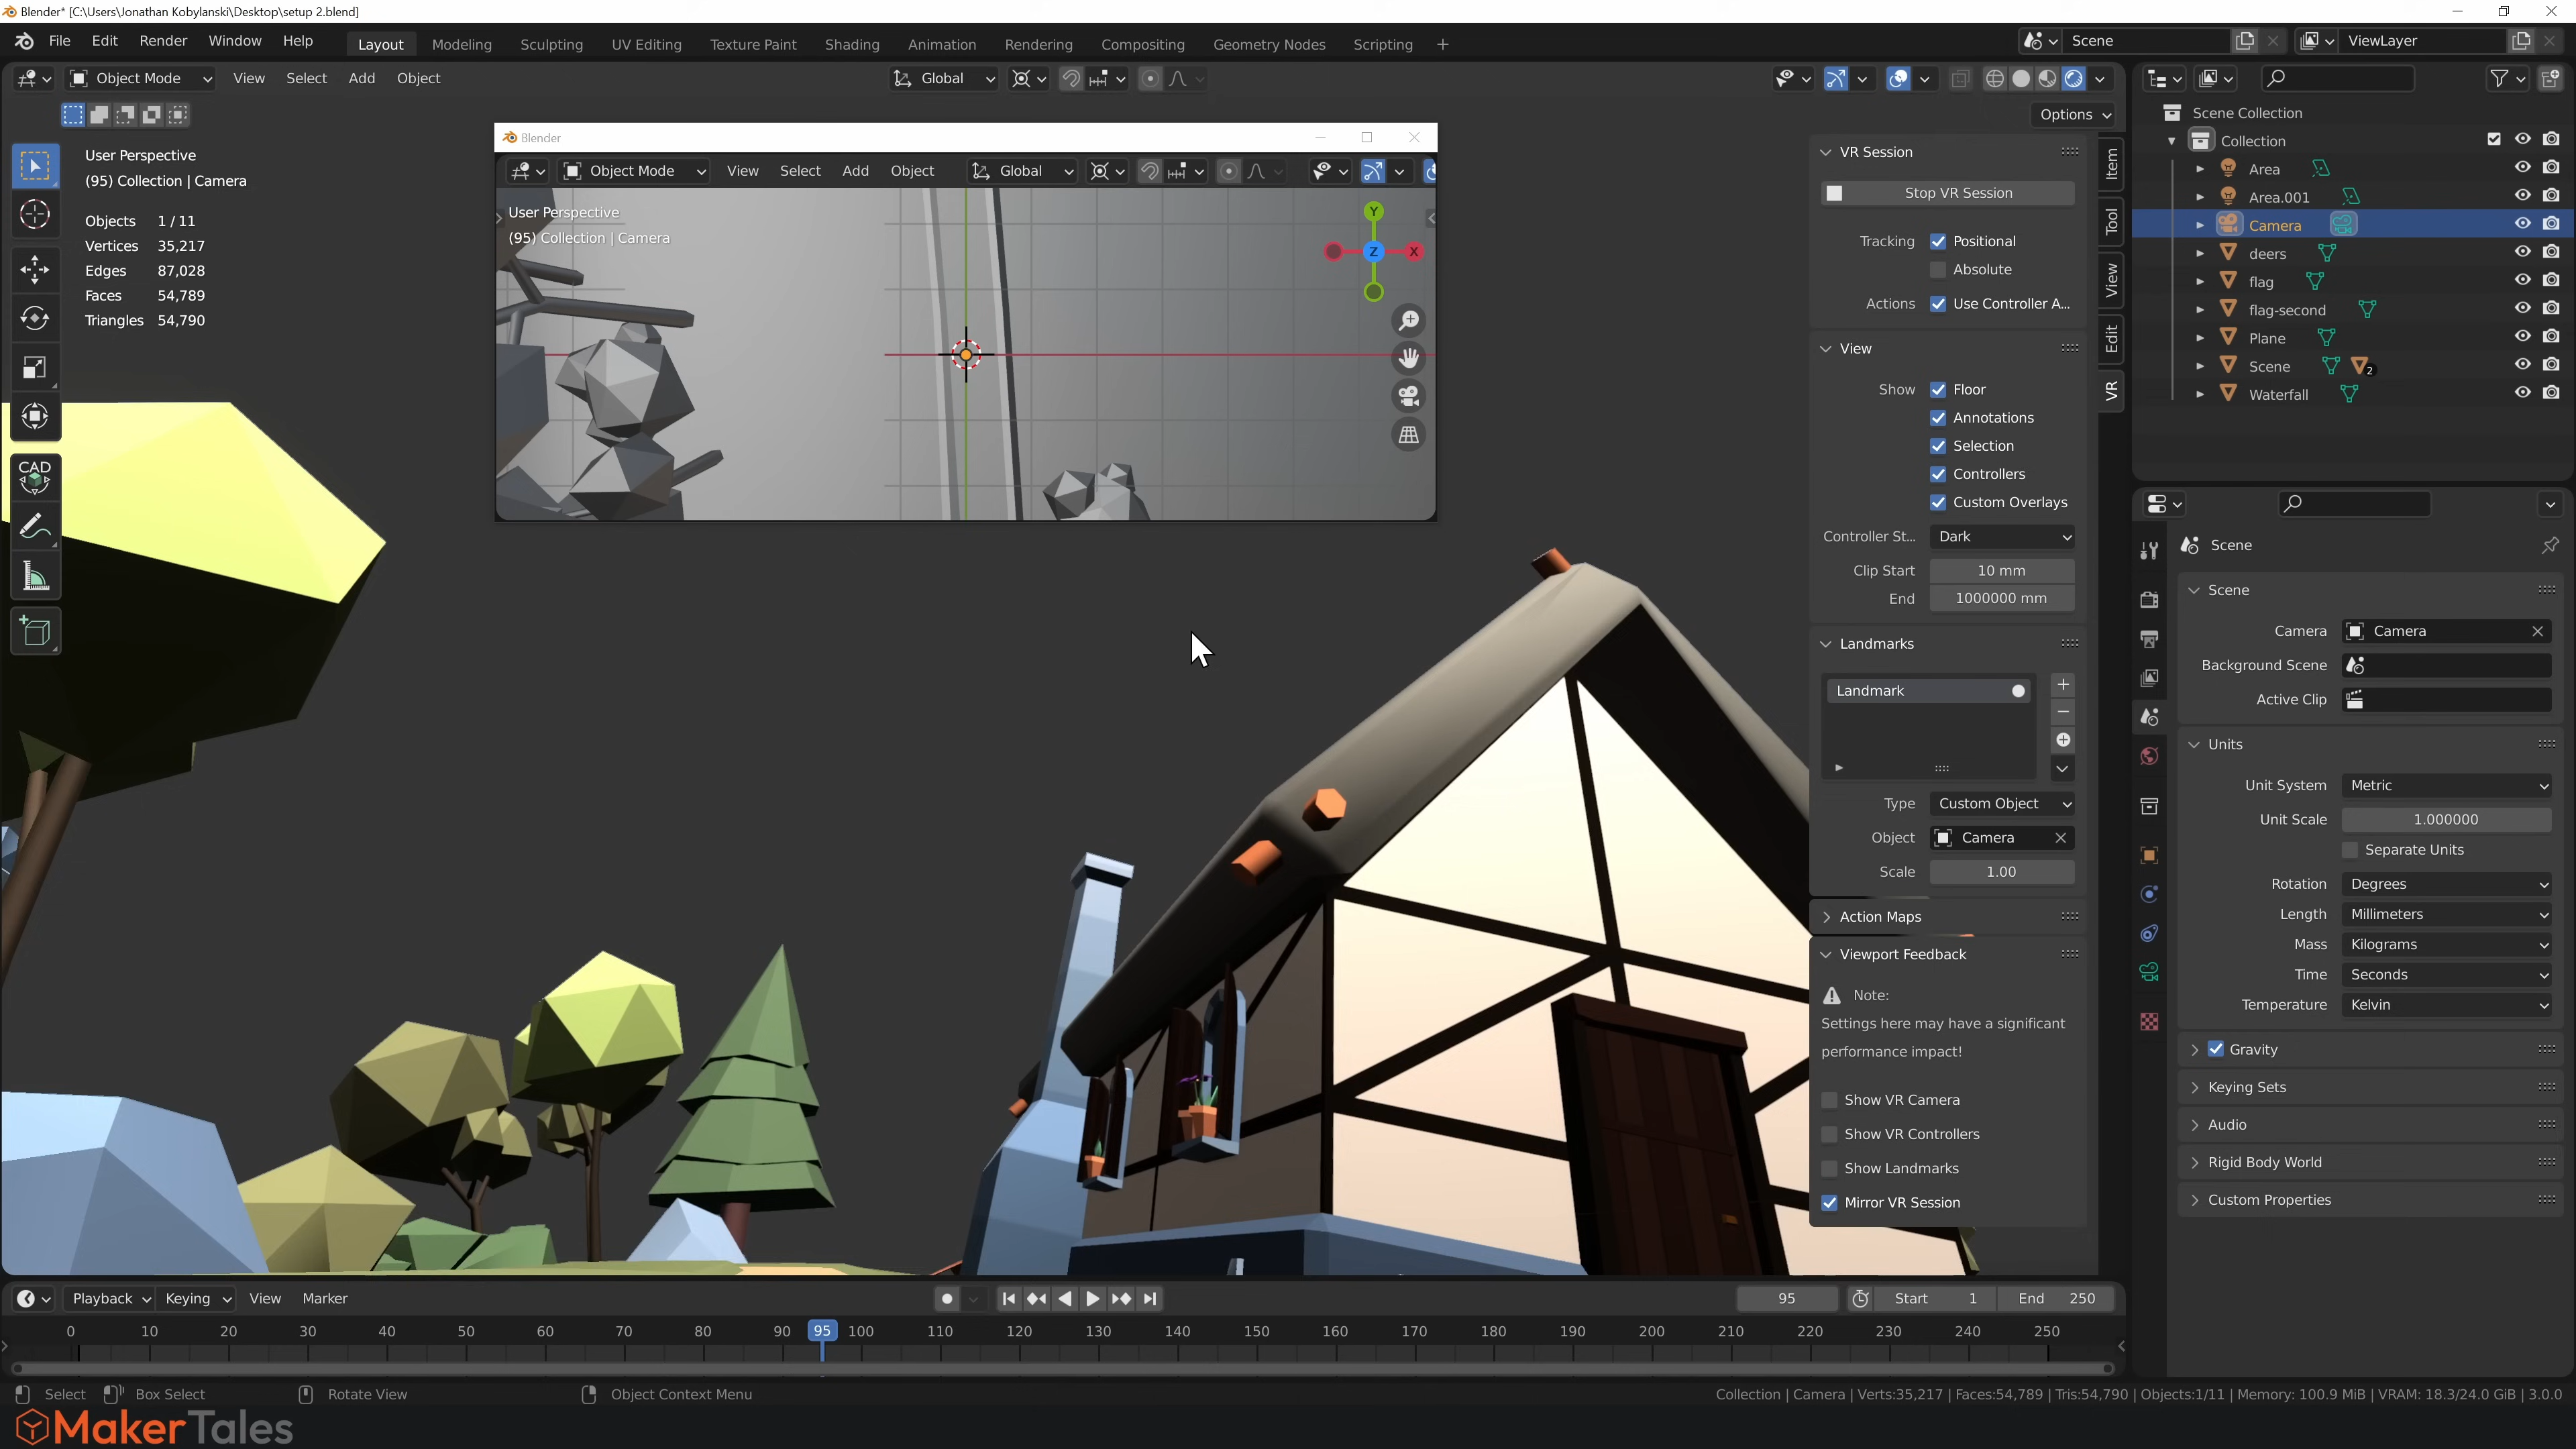 Blender* [C:\Users\Jonathan Kobylanski\Desktop\setup 2.blend]
File Edit Render Window Help Layout Modeling Sculpting UV Editing Texture Paint Shading Animation Rendering Compositing Geometry Nodes Scripting + Scene ViewLayer
Object Mode View Select Add Object Global
Options
User Perspective
(95) Collection | Camera
Objects 1 / 11
Vertices 35,217
Edges 87,028
Faces 54,789
Triangles 54,790
CAD
Blender
Object Mode View Select Add Object Global
User Perspective
(95) Collection | Camera
Y
Z X
VR Session
Stop VR Session
Tracking Positional
Absolute
Actions Use Controller A...
View
Show Floor
Annotations
Selection
Controllers
Custom Overlays
Controller St... Dark
Clip Start 10 mm
End 1000000 mm
Landmarks
Landmark
Type Custom Object
Object Camera
Scale 1.00
Action Maps
Viewport Feedback
Note:
Settings here may have a significant
performance impact!
Show VR Camera
Show VR Controllers
Show Landmarks
Mirror VR Session
Item
Tool
View
Edit
VR
Scene Collection
Collection
Area
Area.001
Camera
deers
flag
flag-second
Plane
Scene 2
Waterfall
Scene
Scene
Camera Camera
Background Scene
Active Clip
Units
Unit System Metric
Unit Scale 1.000000
Separate Units
Rotation Degrees
Length Millimeters
Mass Kilograms
Time Seconds
Temperature Kelvin
Gravity
Keying Sets
Audio
Rigid Body World
Custom Properties
Playback Keying View Marker 95 Start 1 End 250
0 10 20 30 40 50 60 70 80 90 95 100 110 120 130 140 150 160 170 180 190 200 210 220 230 240 250
Select Box Select Rotate View Object Context Menu Collection | Camera | Verts:35,217 | Faces:54,789 | Tris:54,790 | Objects:1/11 | Memory: 100.9 MiB | VRAM: 18.3/24.0 GiB | 3.0.0
MakerTales